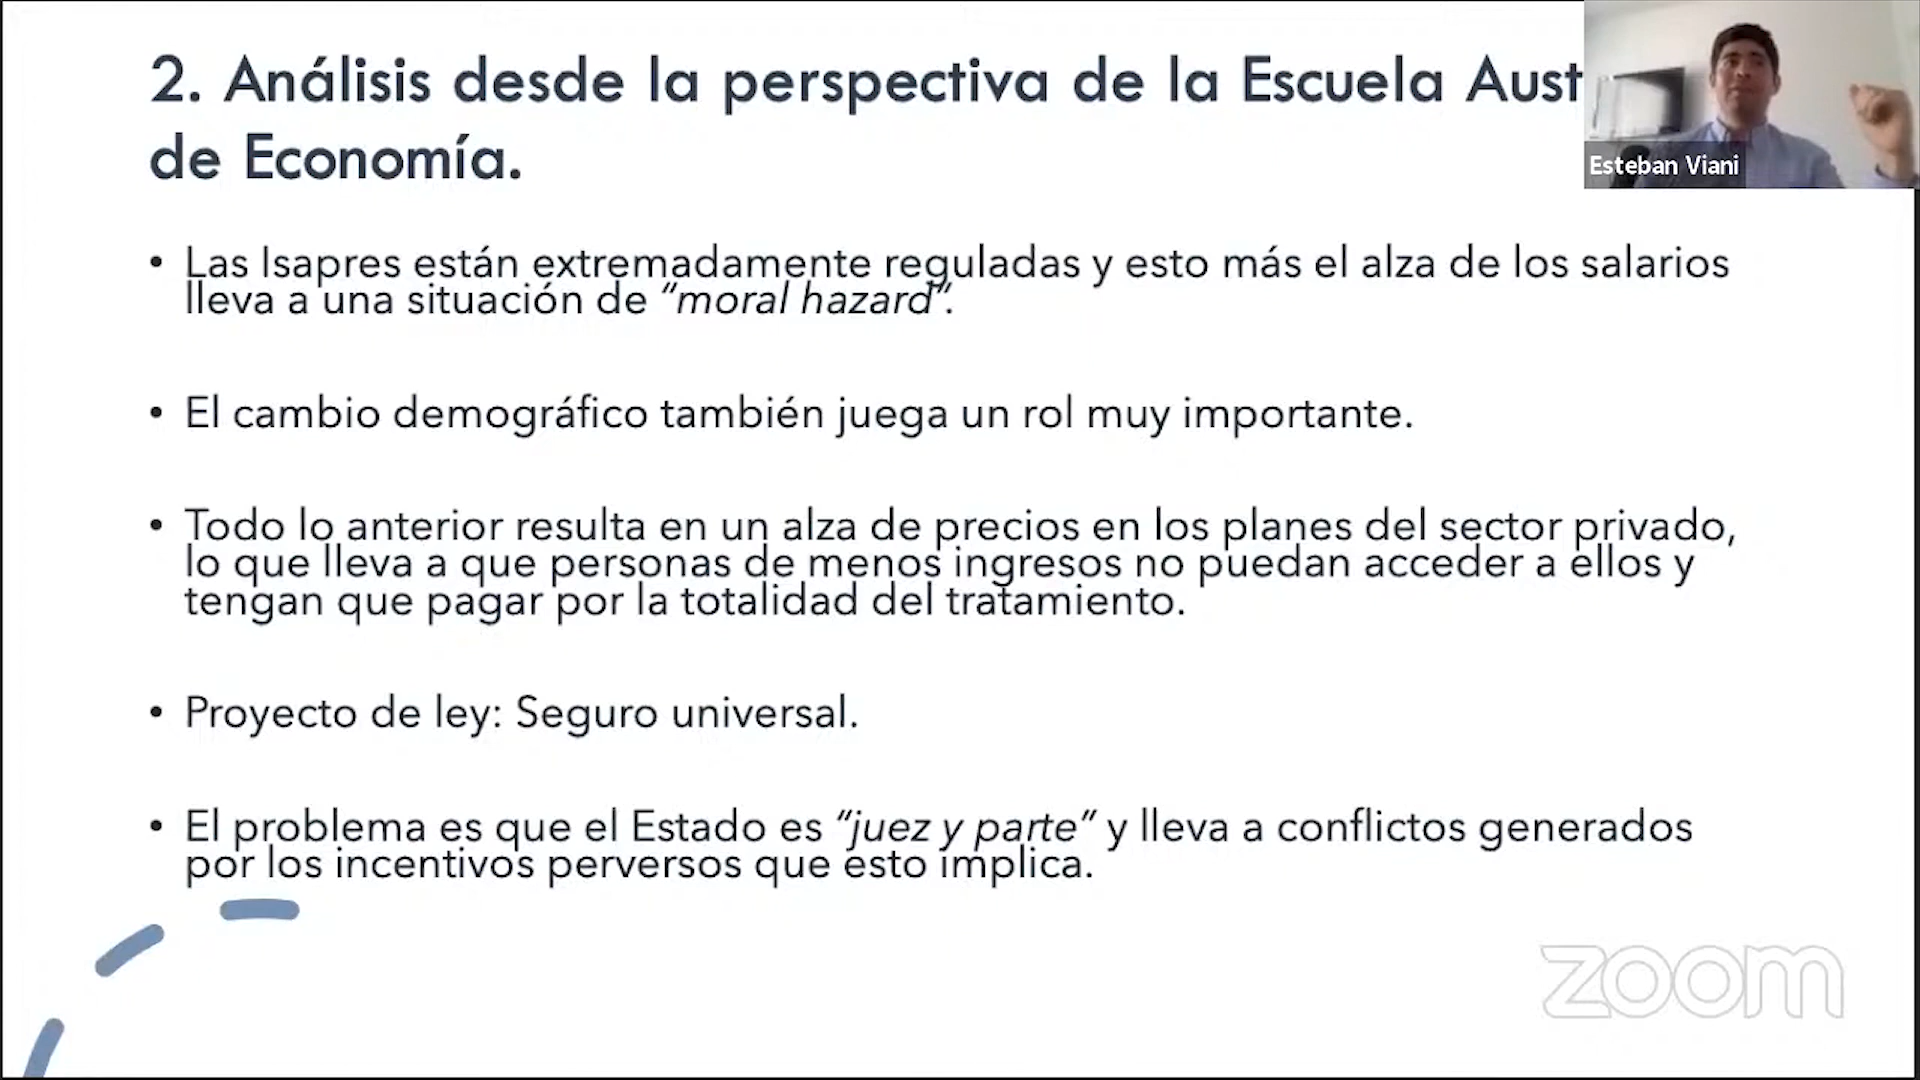 2. Análisis desde la perspectiva de la Escuela
de Economía.
Esteban Viani
• Las Isapres están extremadamente reguladas y esto más el alza de los salarios
lleva a una situación de “moral hazard”.
• El cambio demográfico también juega un rol muy importante.
• Todo lo anterior resulta en un alza de precios en los planes del sector privado,
lo que lleva a que personas de menos ingresos no puedan acceder a ellos y
tengan que pagar por la totalidad del tratamiento.
• Proyecto de ley: Seguro universal.
• El problema es que el Estado es “juez y parte” y lleva a conflictos generados
por los incentivos perversos que esto implica.
zoom